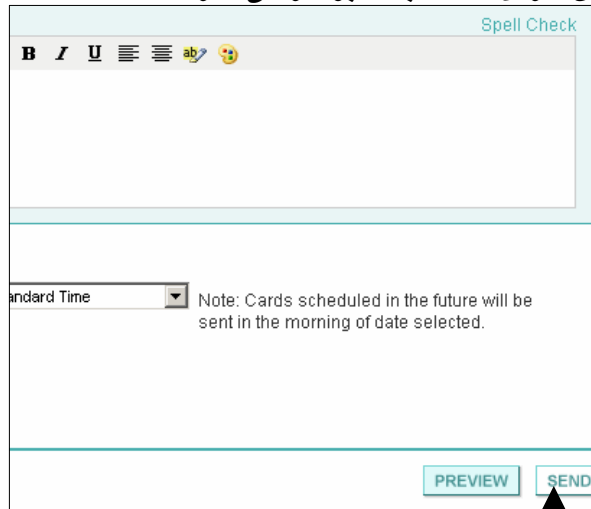 Spell Check
B I U ab
andard Time
Note: Cards scheduled in the future will be
sent in the morning of date selected.
PREVIEW SEND